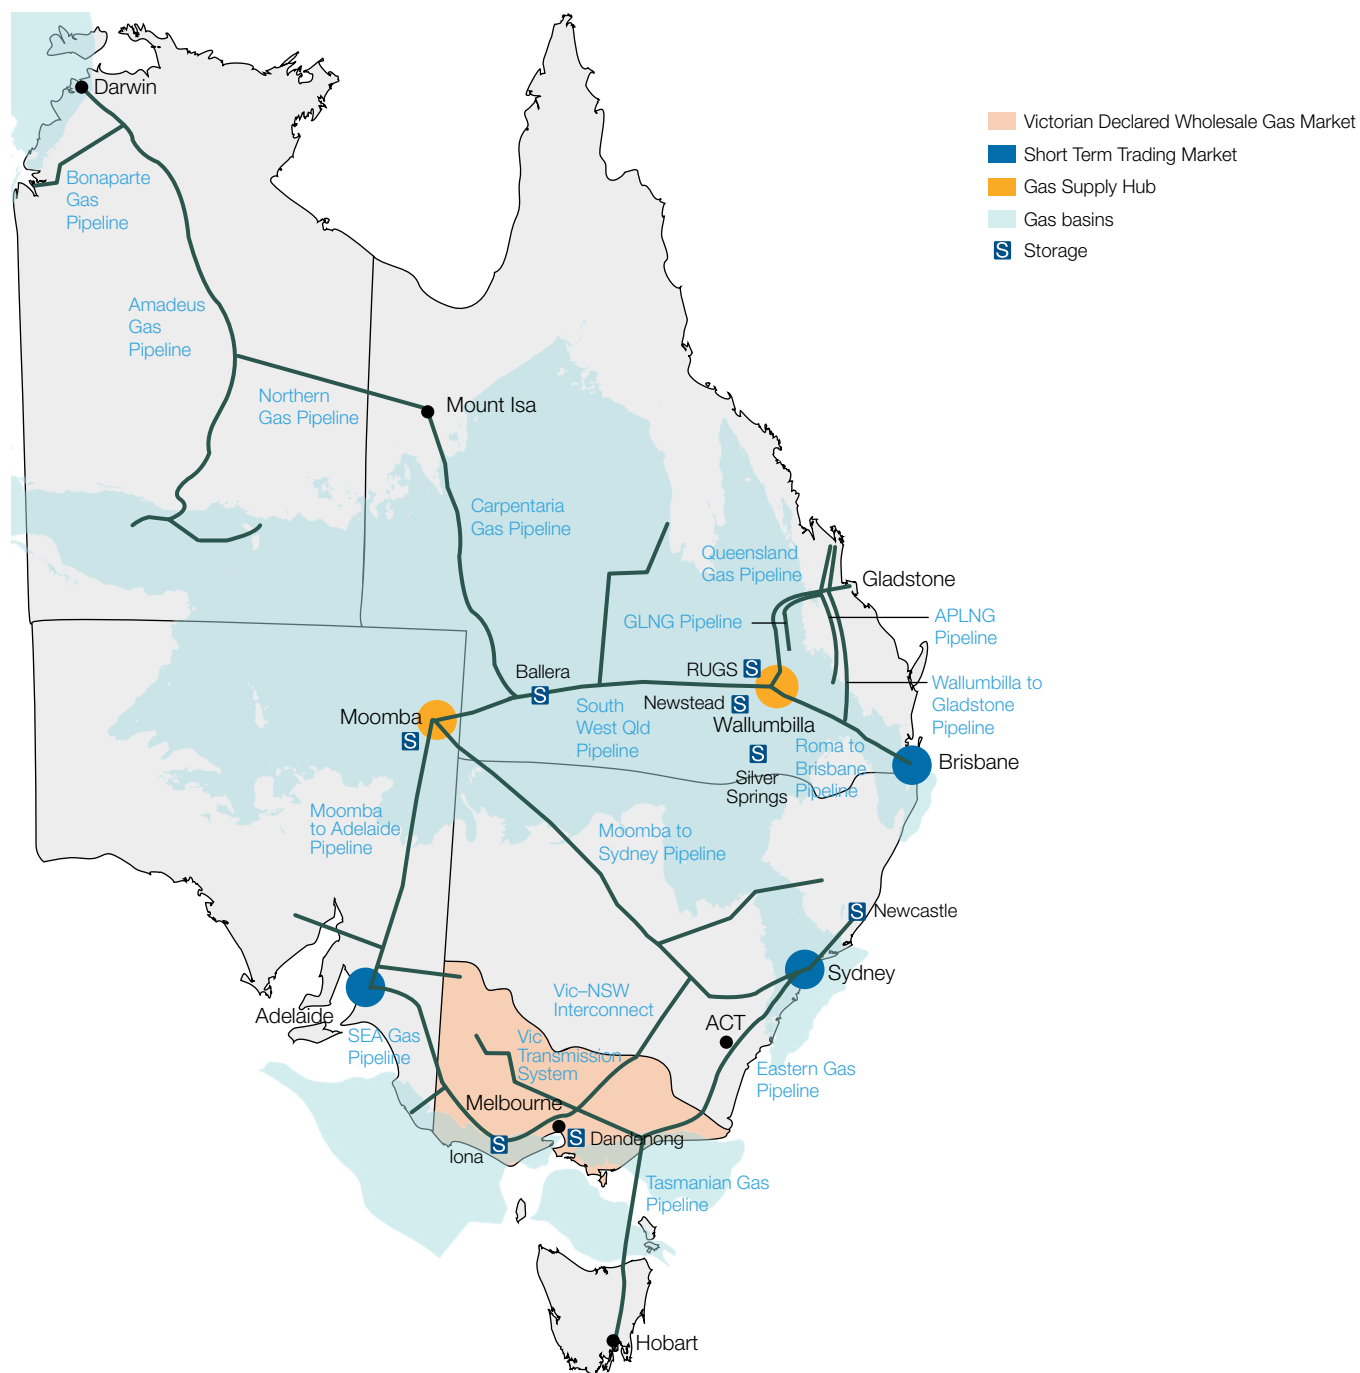 Darwin
Victorian Declared Wholesale Gas Market
Short Term Trading Market
Gas Supply Hub
Gas basins
S Storage
Bonaparte
Gas
Pipeline
Amadeus
Gas
Pipeline
Northern
Gas Pipeline
Mount Isa
Carpentaria
Gas Pipeline
Queensland
Gas Pipeline
Gladstone
GLNG Pipeline
APLNG
Pipeline
RUGS S
Ballera
S
Newstead S
Wallumbilla
Wallumbilla to
Gladstone
Pipeline
South
West Qld
Pipeline
Moomba
S
S
Silver
Springs
Roma to
Brisbane
Pipeline
Brisbane
Moomba
to Adelaide
Pipeline
Moomba to
Sydney Pipeline
S Newcastle
Sydney
Adelaide
Vic–NSW
Interconnect
ACT
SEA Gas
Pipeline
Vic
Transmission
System
Eastern Gas
Pipeline
Melbourne
S Dandenong
Iona S
Tasmanian Gas
Pipeline
Hobart